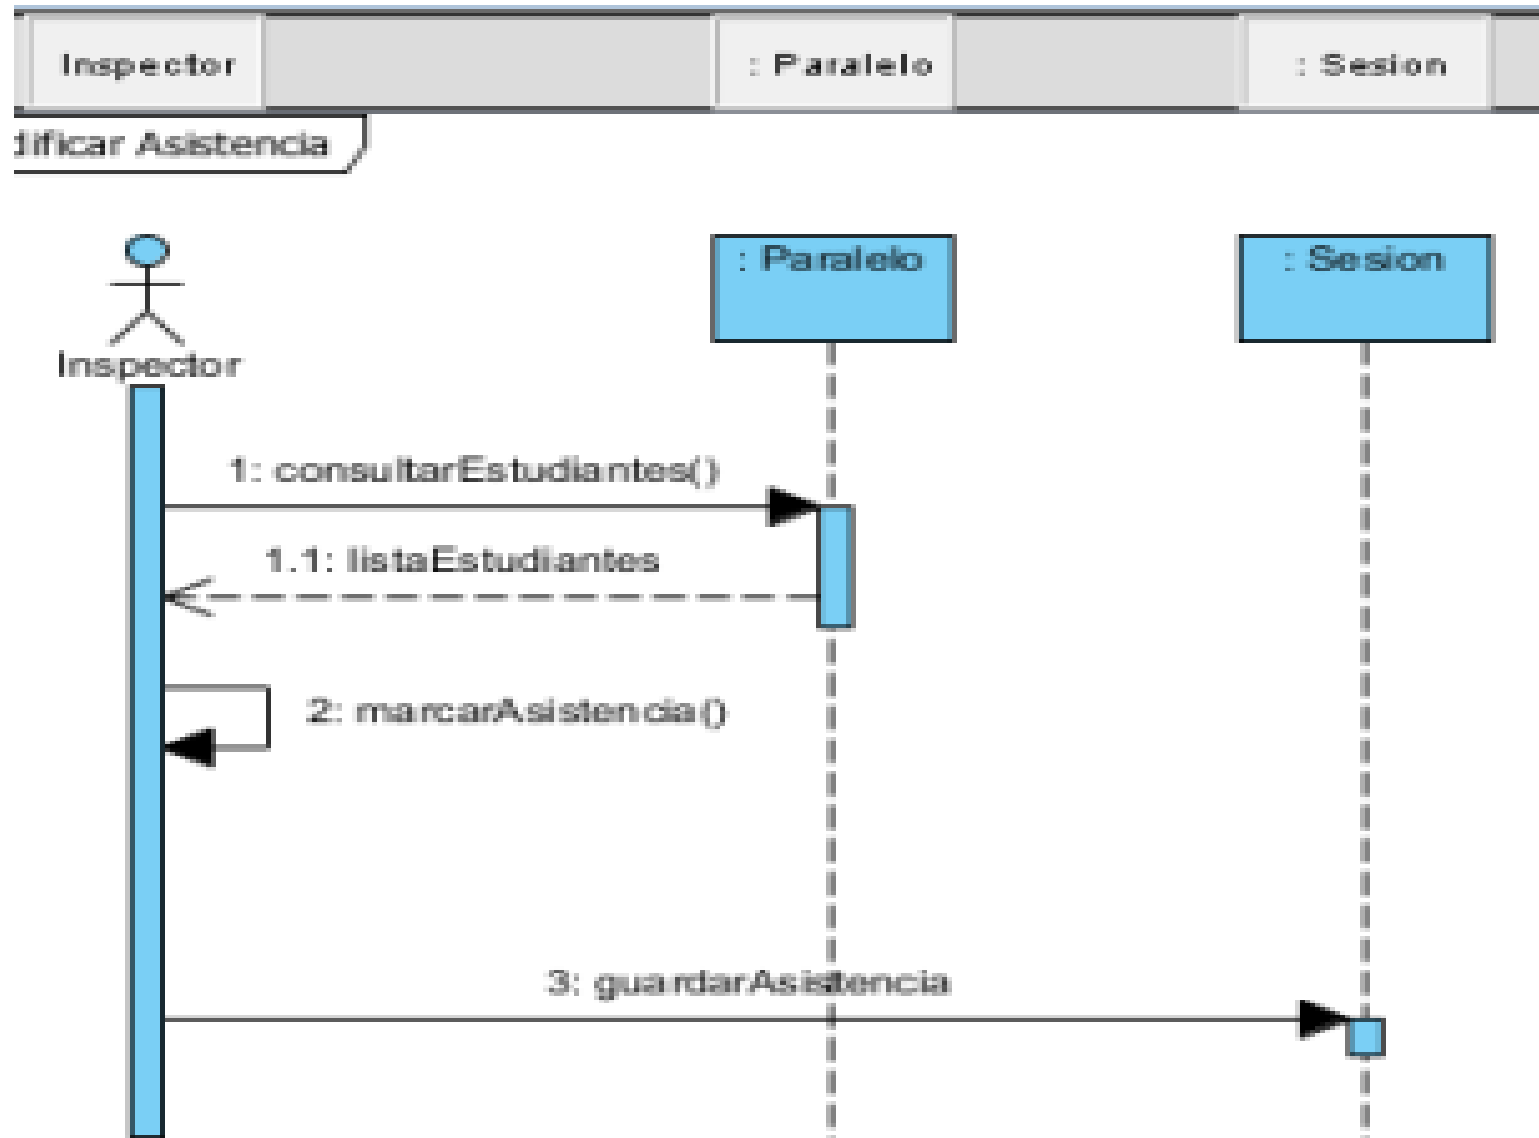 Inspector
: Paralelo
: Sesion
dificar Asistencia
: Paralelo
: Sesion
Inspector
1: consultarEstudiantes()
1.1: listaEstudiantes
2: marcarAsistencia()
3: guardarAsistencia